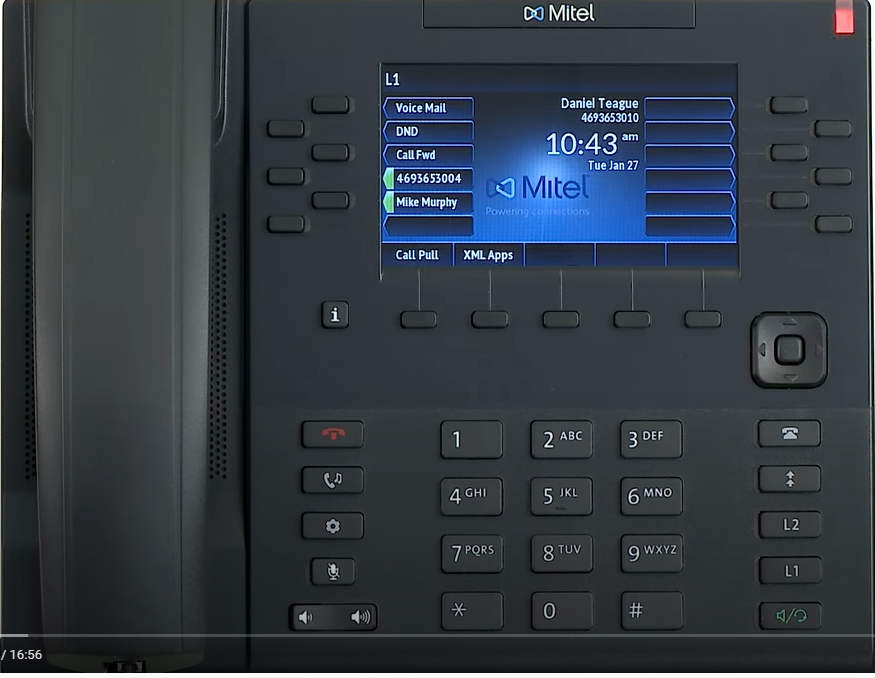 Mitel
L1
Voice Mail
Daniel Teague
4693653010
DND
10:43 am
Call Fwd
Tue Jan 27
4693653004
Mitel
Mike Murphy
Powering connections
Call Pull XML Apps
i
1 2 ABC 3 DEF
4 GHI 5 JKL 6 MNO
L2
7 PQRS 8 TUV 9 WXYZ
L1
* 0 #
/ 16:56